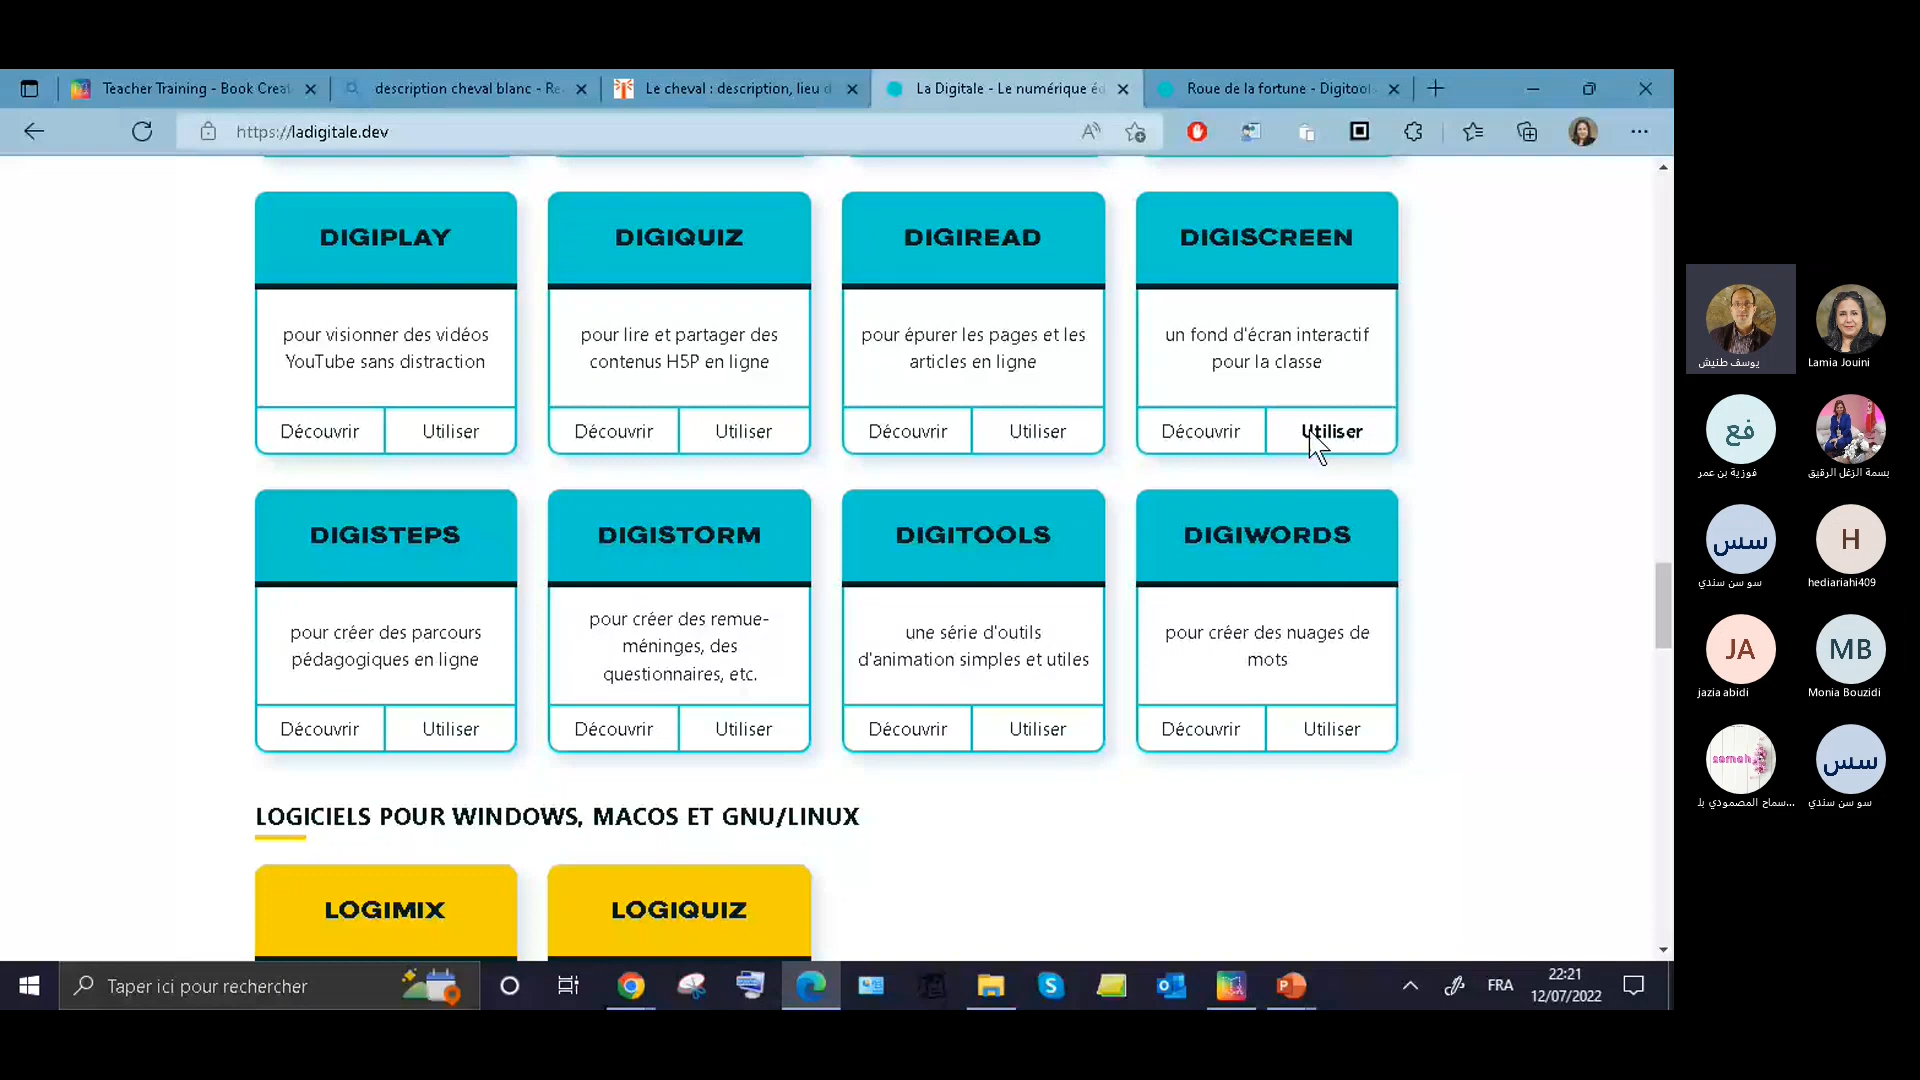 Teacher Training - Book Creat
description cheval blanc - Re
Le cheval : description, lieu d
La Digitale - Le numérique éd
Roue de la fortune - Digitool
https://ladigitale.dev
DIGIPLAY
pour visionner des vidéos
YouTube sans distraction
Découvrir
Utiliser
DIGIQUIZ
pour lire et partager des
contenus H5P en ligne
Découvrir
Utiliser
DIGIREAD
pour épurer les pages et les
articles en ligne
Découvrir
Utiliser
DIGISCREEN
un fond d'écran interactif
pour la classe
Découvrir
Utiliser
DIGISTEPS
pour créer des parcours
pédagogiques en ligne
Découvrir
Utiliser
DIGISTORM
pour créer des remue-
méninges, des
questionnaires, etc.
Découvrir
Utiliser
DIGITOOLS
une série d'outils
d'animation simples et utiles
Découvrir
Utiliser
DIGIWORDS
pour créer des nuages de
mots
Découvrir
Utiliser
LOGICIELS POUR WINDOWS, MACOS ET GNU/LINUX
LOGIMIX
LOGIQUIZ
Taper ici pour rechercher
FRA
22:21
12/07/2022
يوسف طنيش
Lamia Jouini
فع
فوزية بن عمر
بسمة الزغل الرقيق
سس
سو سن سندي
H
hediariahi409
JA
jazia abidi
MB
Monia Bouzidi
samah
سماح المصمودي بل...
سس
سو سن سندي